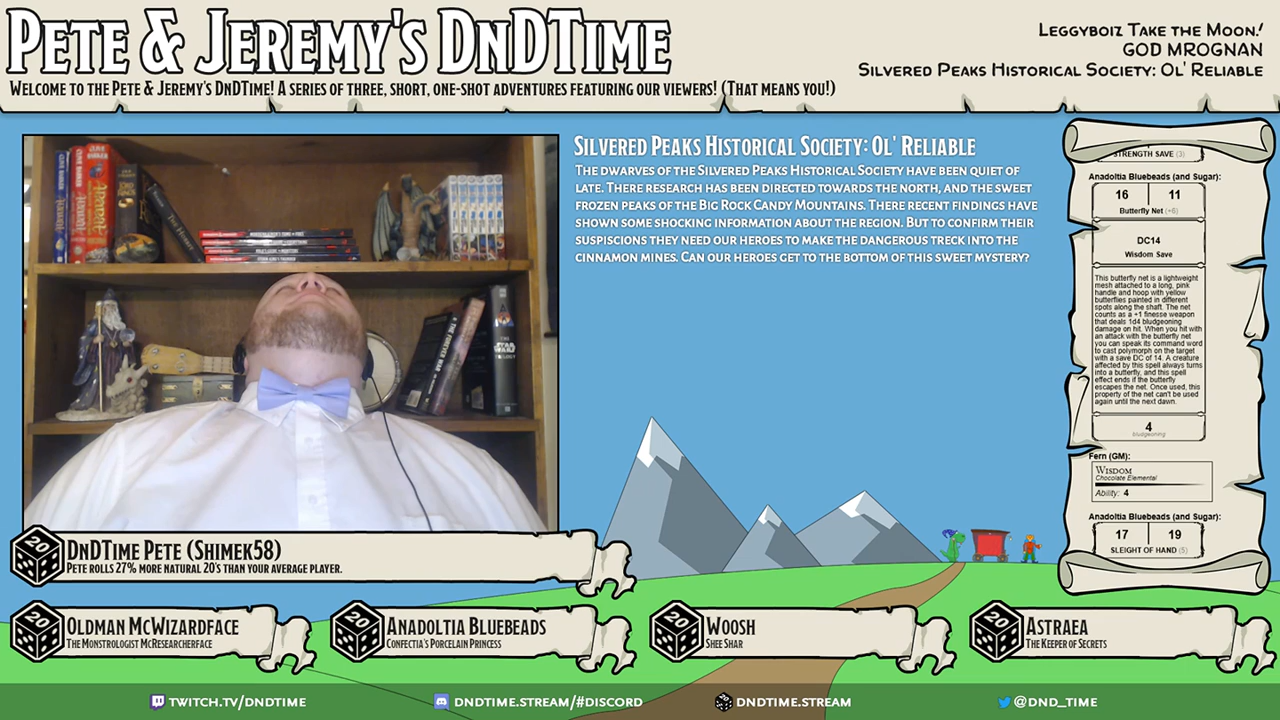 Pete & Jeremy's DnDTime
Welcome to the Pete & Jeremy's DnDTime! A series of three, short, one-shot adventures featuring our viewers! (That means you!)
Leggyboiz Take the Moon!
GOD MROGNAN
Silvered Peaks Historical Society: Ol' Reliable
Silvered Peaks Historical Society: Ol' Reliable
The dwarves of the Silvered Peaks Historical Society have been quiet of
late. There research has been directed towards the north, and the sweet
frozen peaks of the Big Rock Candy Mountains. There recent findings have
shown some shocking information about the region. But to confirm their
suspiscions they need our heroes to make the dangerous treck into the
Cinnamon Mines. Can our heroes get to the bottom of this sweet mystery?
STRENGTH SAVE (3)
Anadoltia Bluebeads (and Sugar):
16 11
Butterfly Net (+6)
DC14
Wisdom Save
This butterfly net is a lightweight
mesh attached to a long, pink
handle and hoop with yellow
butterflies painted in different
spots along the shaft. The net
counts as a +1 finesse weapon
that deals 1d4 bludgeoning
damage on hit. When you hit with
an attack with the butterfly net
you can speak its command word
to cast polymorph on the target
with a save DC of 14. A creature
affected by this spell always turns
into a butterfly, and this spell
effect ends if the butterfly
escapes the net. Once used, this
property of the net can't be used
again until the next dawn.
4
bludgeoning
Fern (GM):
Wisdom
Chocolate Elemental
Ability: 4
Anadoltia Bluebeads (and Sugar):
17 19
SLEIGHT OF HAND (5)
20
DnDTime Pete (Shimek58)
Pete rolls 27% more natural 20's than your average player.
20
Oldman McWizardface
The Monstrologist McResearcherface
20
Anadoltia Bluebeads
Confectia's Porcelain Princess
20
Woosh
Shee Shar
20
Astraea
The Keeper of Secrets
TWITCH.TV/DNDTIME
DNDTIME.STREAM/#DISCORD
DNDTIME.STREAM
@DND_TIME